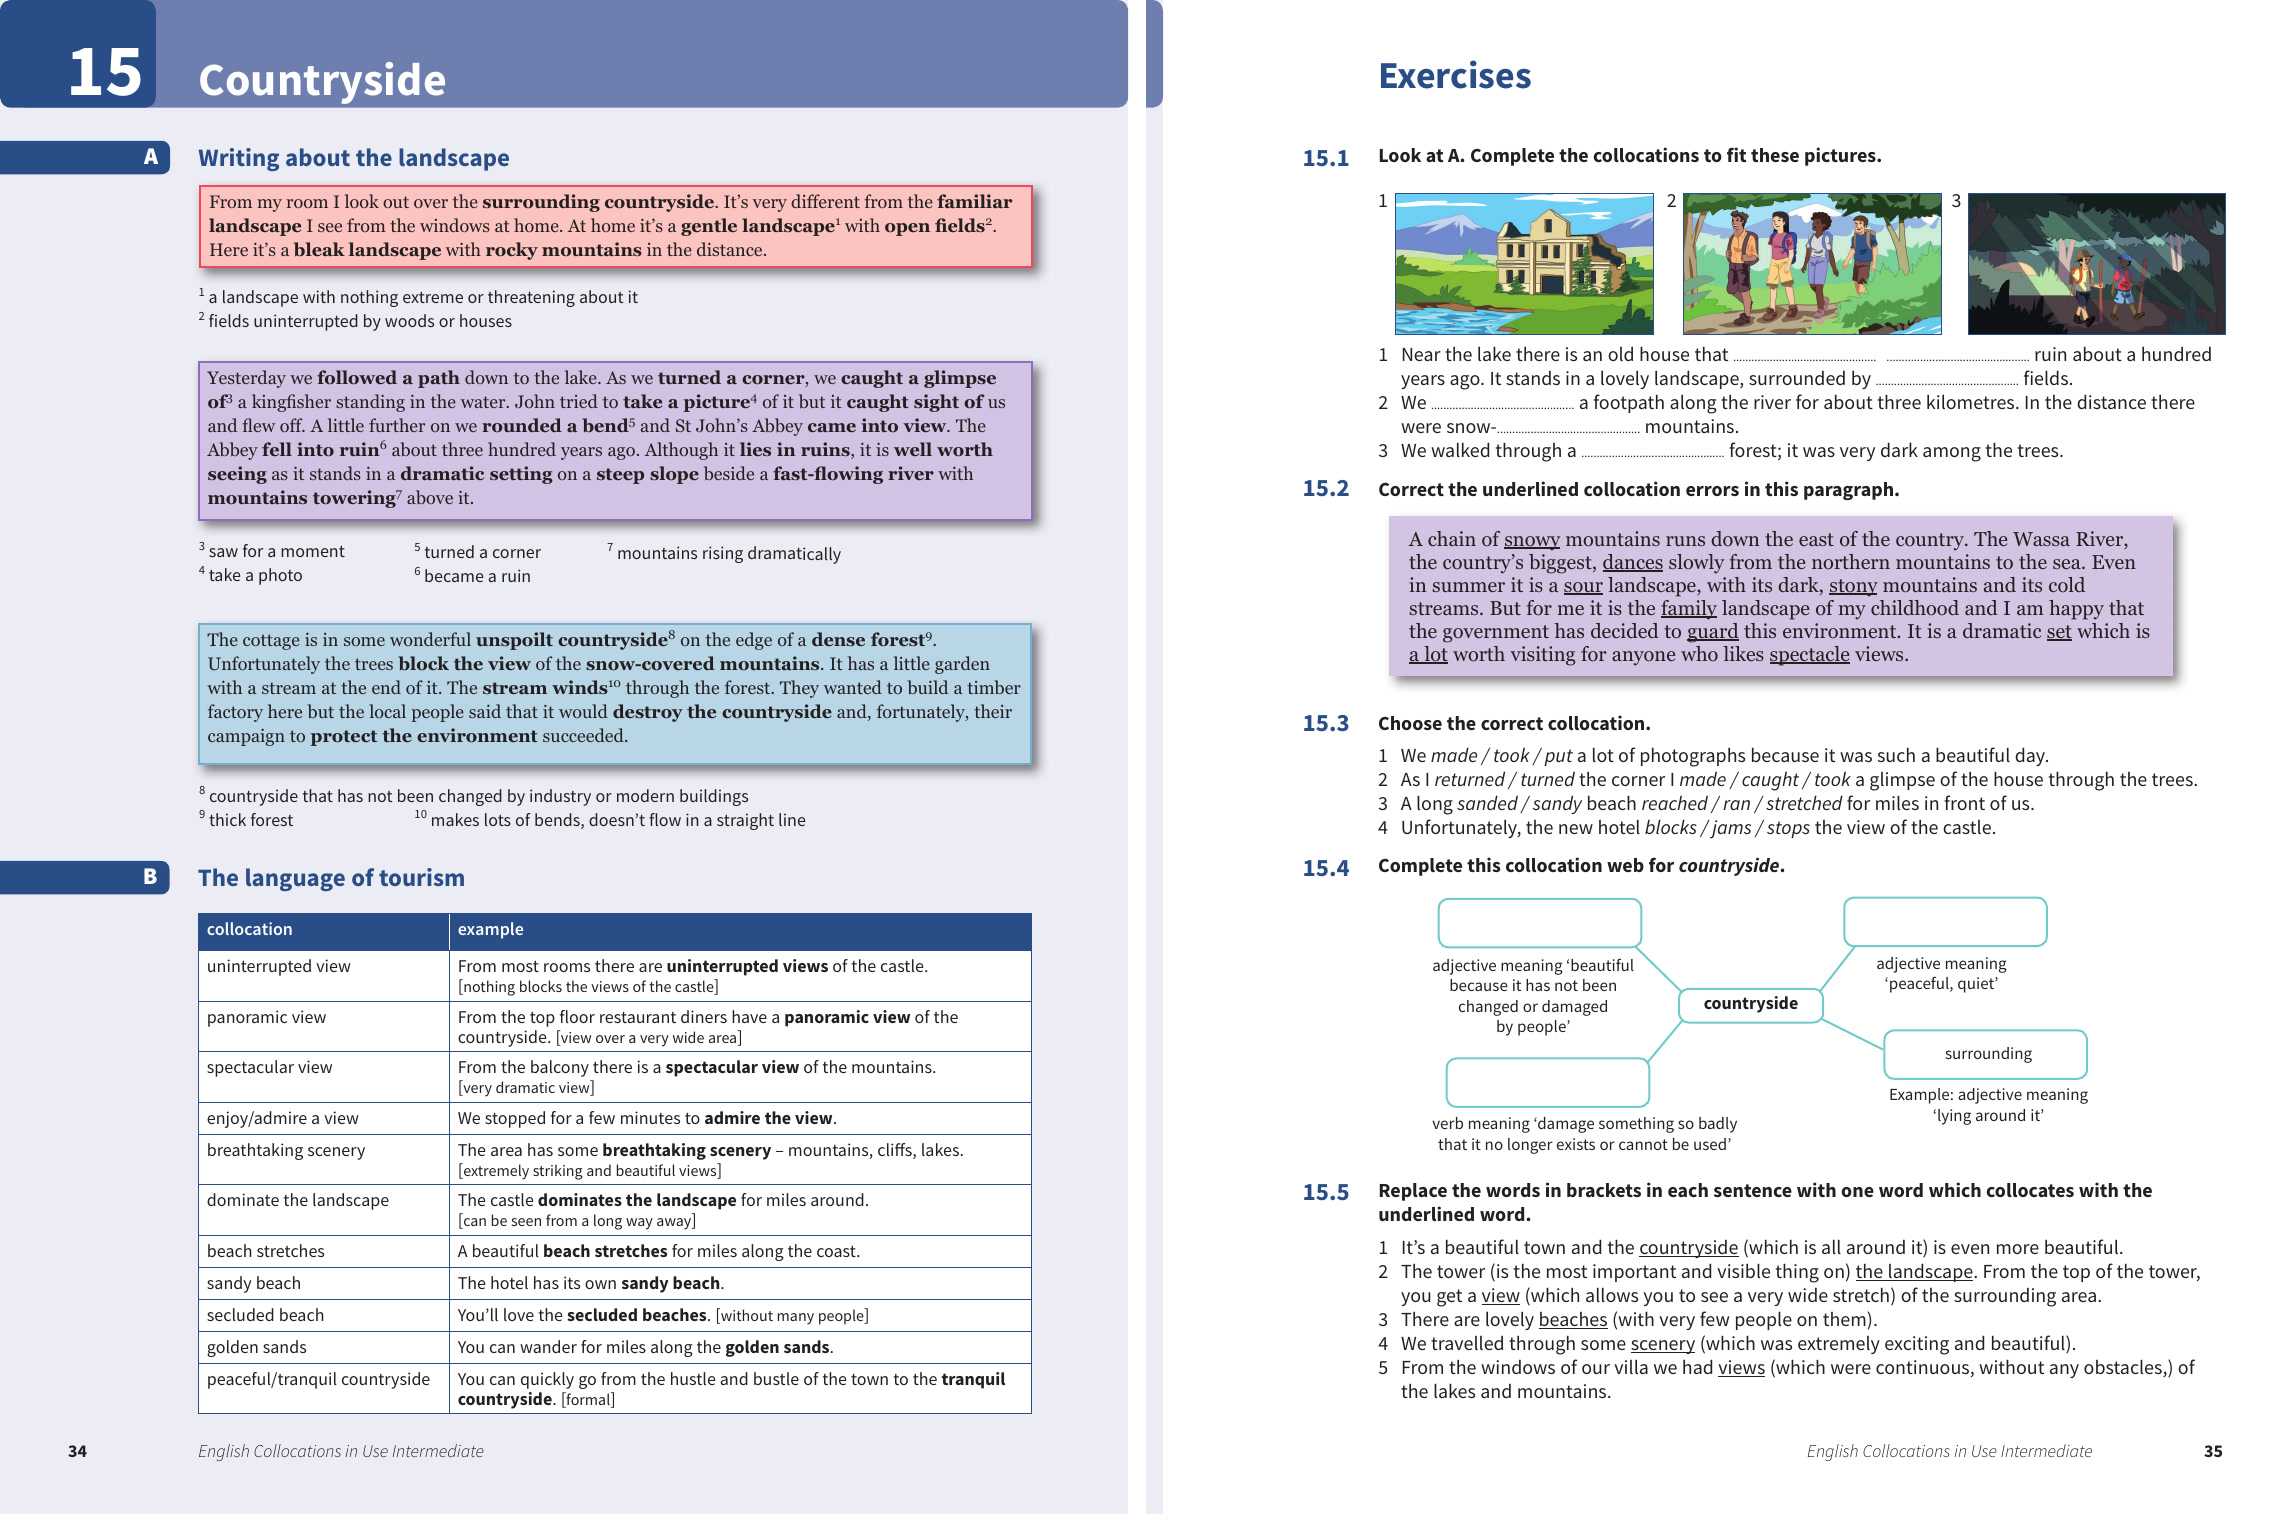 15
Countryside
A
Writing about the landscape
From my room I look out over the surrounding countryside. It’s very different from the familiar
landscape I see from the windows at home. At home it’s a gentle landscape¹ with open fields².
Here it’s a bleak landscape with rocky mountains in the distance.
¹ a landscape with nothing extreme or threatening about it
² fields uninterrupted by woods or houses
Yesterday we followed a path down to the lake. As we turned a corner, we caught a glimpse
of³ a kingfisher standing in the water. John tried to take a picture⁴ of it but it caught sight of us
and flew off. A little further on we rounded a bend⁵ and St John’s Abbey came into view. The
Abbey fell into ruin⁶ about three hundred years ago. Although it lies in ruins, it is well worth
seeing as it stands in a dramatic setting on a steep slope beside a fast-flowing river with
mountains towering⁷ above it.
³ saw for a moment
⁴ take a photo
⁵ turned a corner
⁶ became a ruin
⁷ mountains rising dramatically
The cottage is in some wonderful unspoilt countryside⁸ on the edge of a dense forest⁹.
Unfortunately the trees block the view of the snow-covered mountains. It has a little garden
with a stream at the end of it. The stream winds¹⁰ through the forest. They wanted to build a timber
factory here but the local people said that it would destroy the countryside and, fortunately, their
campaign to protect the environment succeeded.
⁸ countryside that has not been changed by industry or modern buildings
⁹ thick forest
¹⁰ makes lots of bends, doesn’t flow in a straight line
B
The language of tourism
collocation example
uninterrupted view From most rooms there are uninterrupted views of the castle.
[nothing blocks the views of the castle]
panoramic view From the top floor restaurant diners have a panoramic view of the
countryside. [view over a very wide area]
spectacular view From the balcony there is a spectacular view of the mountains.
[very dramatic view]
enjoy/admire a view We stopped for a few minutes to admire the view.
breathtaking scenery The area has some breathtaking scenery – mountains, cliffs, lakes.
[extremely striking and beautiful views]
dominate the landscape The castle dominates the landscape for miles around.
[can be seen from a long way away]
beach stretches A beautiful beach stretches for miles along the coast.
sandy beach The hotel has its own sandy beach.
secluded beach You’ll love the secluded beaches. [without many people]
golden sands You can wander for miles along the golden sands.
peaceful/tranquil countryside You can quickly go from the hustle and bustle of the town to the tranquil
countryside. [formal]
34 English Collocations in Use Intermediate
Exercises
15.1 Look at A. Complete the collocations to fit these pictures.
1 2 3
1 Near the lake there is an old house that ........................ ........................ ruin about a hundred
years ago. It stands in a lovely landscape, surrounded by ........................ fields.
2 We ........................ a footpath along the river for about three kilometres. In the distance there
were snow-........................ mountains.
3 We walked through a ........................ forest; it was very dark among the trees.
15.2 Correct the underlined collocation errors in this paragraph.
A chain of snowy mountains runs down the east of the country. The Wassa River,
the country’s biggest, dances slowly from the northern mountains to the sea. Even
in summer it is a sour landscape, with its dark, stony mountains and its cold
streams. But for me it is the family landscape of my childhood and I am happy that
the government has decided to guard this environment. It is a dramatic set which is
a lot worth visiting for anyone who likes spectacle views.
15.3 Choose the correct collocation.
1 We made / took / put a lot of photographs because it was such a beautiful day.
2 As I returned / turned the corner I made / caught / took a glimpse of the house through the trees.
3 A long sanded / sandy beach reached / ran / stretched for miles in front of us.
4 Unfortunately, the new hotel blocks / jams / stops the view of the castle.
15.4 Complete this collocation web for countryside.
adjective meaning ‘beautiful
because it has not been
changed or damaged
by people’
adjective meaning
‘peaceful, quiet’
countryside
surrounding
Example: adjective meaning
‘lying around it’
verb meaning ‘damage something so badly
that it no longer exists or cannot be used’
15.5 Replace the words in brackets in each sentence with one word which collocates with the
underlined word.
1 It’s a beautiful town and the countryside (which is all around it) is even more beautiful.
2 The tower (is the most important and visible thing on) the landscape. From the top of the tower,
you get a view (which allows you to see a very wide stretch) of the surrounding area.
3 There are lovely beaches (with very few people on them).
4 We travelled through some scenery (which was extremely exciting and beautiful).
5 From the windows of our villa we had views (which were continuous, without any obstacles,) of
the lakes and mountains.
English Collocations in Use Intermediate 35